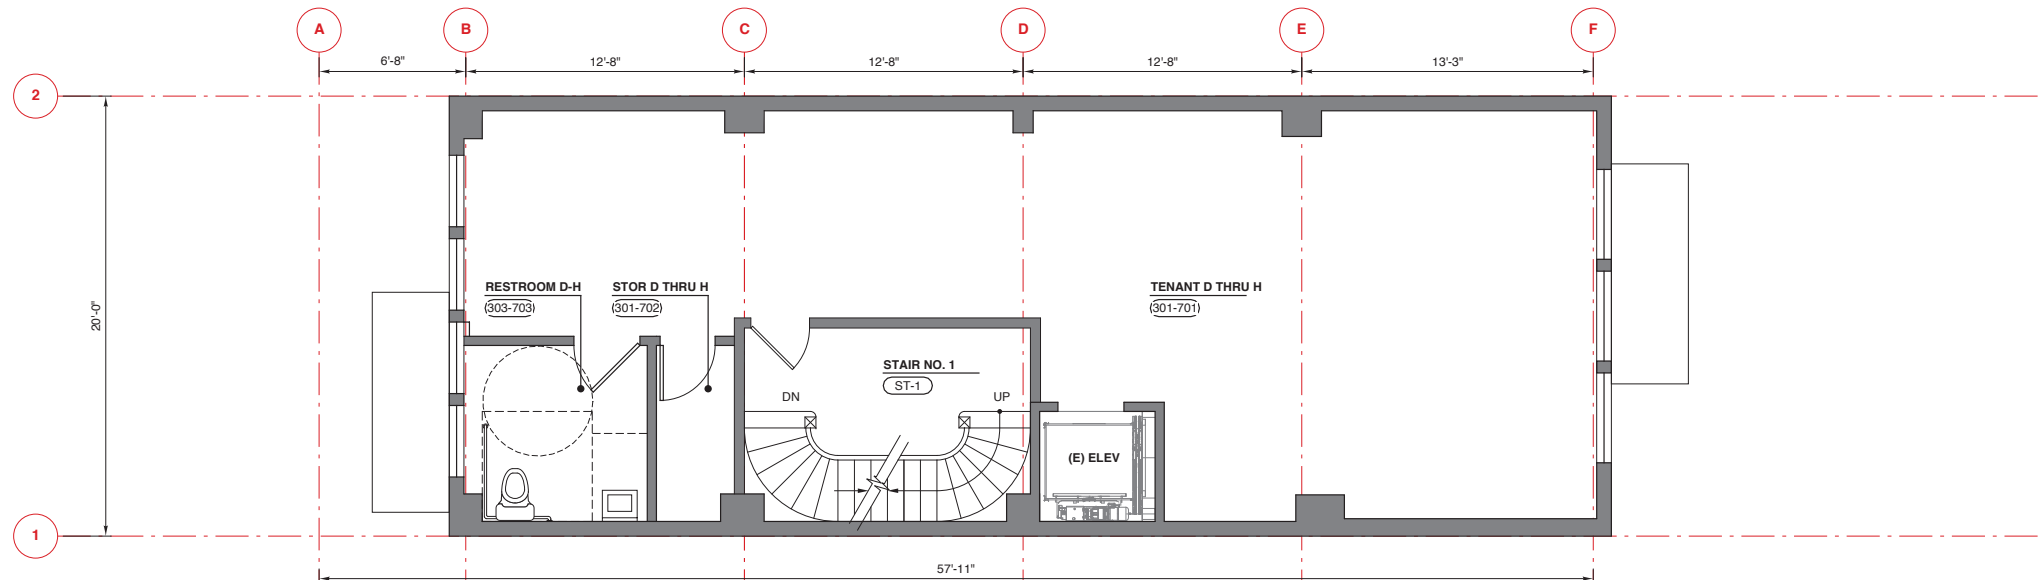 A
B
C
D
E
F
6'-8"
12'-8"
12'-8"
12'-8"
13'-3"
2
20'-0"
RESTROOM D-H
303-703
STOR D THRU H
301-702
TENANT D THRU H
301-701
STAIR NO. 1
ST-1
DN
UP
(E) ELEV
1
57'-11"